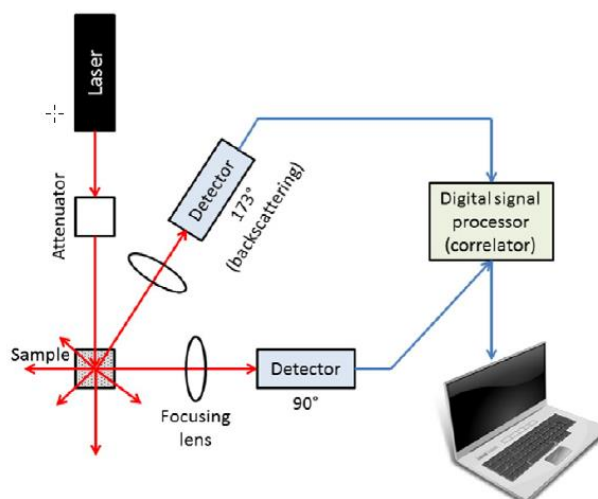 Laser
Attenuator
Detector
173°
(backscattering)
Digital signal
processor
(correlator)
Sample
Focusing
lens
Detector
90°